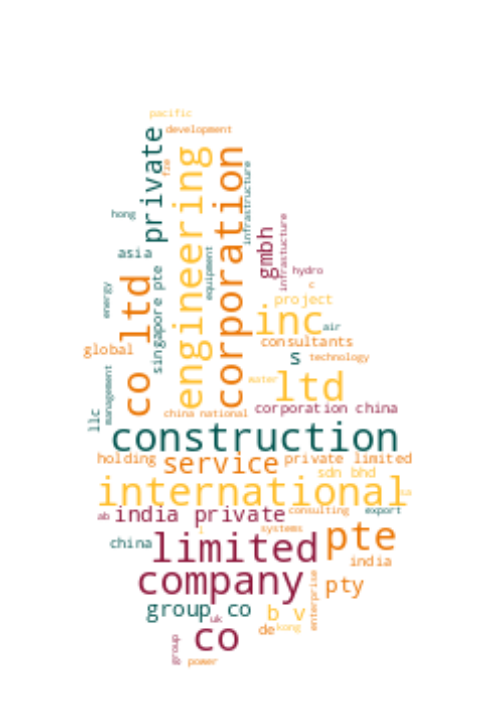 pacific
development
private
fze
engineering
corporation
infrastructure
hong
gmbh
infrastucture
asia
equipment
singapore pte
hydro
c
energy
co ltd
project
inc
air
global
consultants
s
technology
management
water
ltd
llc
china national
corporation china
construction
holding
service
private limited
sdn bhd
international
sa
ab
india private
consulting
export
l
systems
pte
china
limited
india
company
enterprise
pty
group co
uk
b v
de
kong
co
group
power